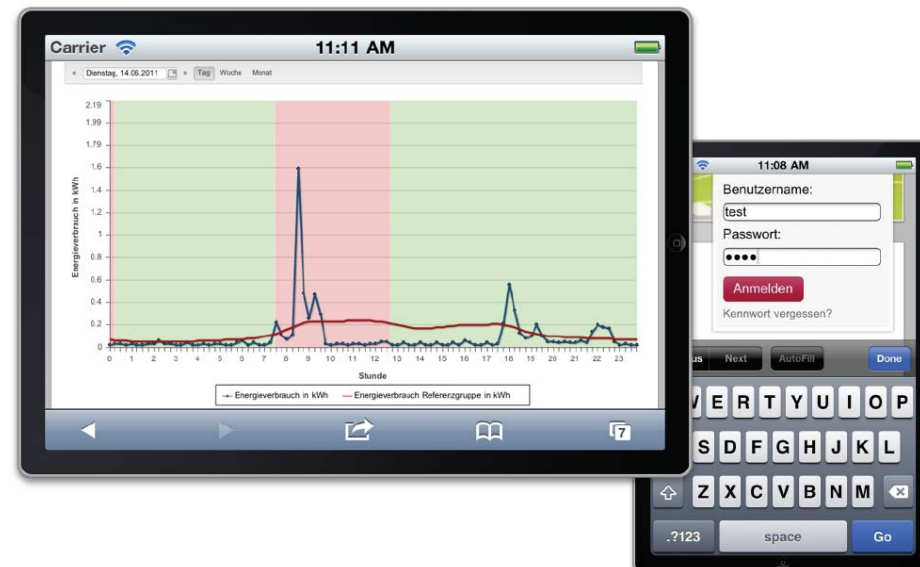 Carrier 11:11 AM
« Dienstag, 14.06.2011 » Tag Woche Monat
2.19
1.99
1.79
1.6
1.4
1.2
1
0.8
0.6
0.4
0.2
0
Energieverbrauch in kWh
0 1 2 3 4 5 6 7 8 9 10 11 12 13 14 15 16 17 18 19 20 21 22 23
Stunde
Energieverbrauch in kWh Energieverbrauch Referenzgruppe in kWh
7
11:08 AM
Benutzername:
test
Passwort:
Anmelden
Kennwort vergessen?
Next AutoFill Done
E R T Y U I O P
S D F G H J K L
Z X C V B N M
.?123 space Go